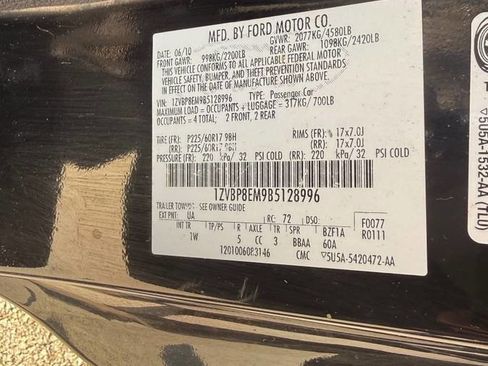 MFD. BY FORD MOTOR CO.
DATE: 06/10 GVWR: 2077KG/4580LB
FRONT GAWR: 998KG/2200LB REAR GAWR: 1098KG/2420LB
THIS VEHICLE CONFORMS TO ALL APPLICABLE FEDERAL MOTOR
VEHICLE SAFETY, BUMPER, AND THEFT PREVENTION STANDARDS
IN EFFECT ON THE DATE OF MANUFACTURE SHOWN ABOVE.
VIN: 1ZVBP8EM9B5128996 TYPE: Passenger Car
MAXIMUM LOAD = OCCUPANTS + LUGGAGE = 317KG/700LB
OCCUPANTS = 4 TOTAL; 2 FRONT, 2 REAR
TIRE (FR) P225/60R17 98H RIMS (FR) 17x7.0J
(RR) P225/60R17 98H (RR) 17x7.0J
PRESSURE (FR) 220 kPa/ 32 PSI COLD (RR) 220 kPa/ 32 PSI COLD
1ZVBP8EM9B5128996
TRAILER TOWING - SEE OWNER GUIDE
EXT PNT: UA RC: 72 DSO: F0077
INT TR TP/PS R AXLE TR SPR BZF1A R0111
1W 5 CC 3 BBAA 60A
1201006083146 CMC ▽5U5A-5420472-AA
▽5U5A-1532-AA (7LU)